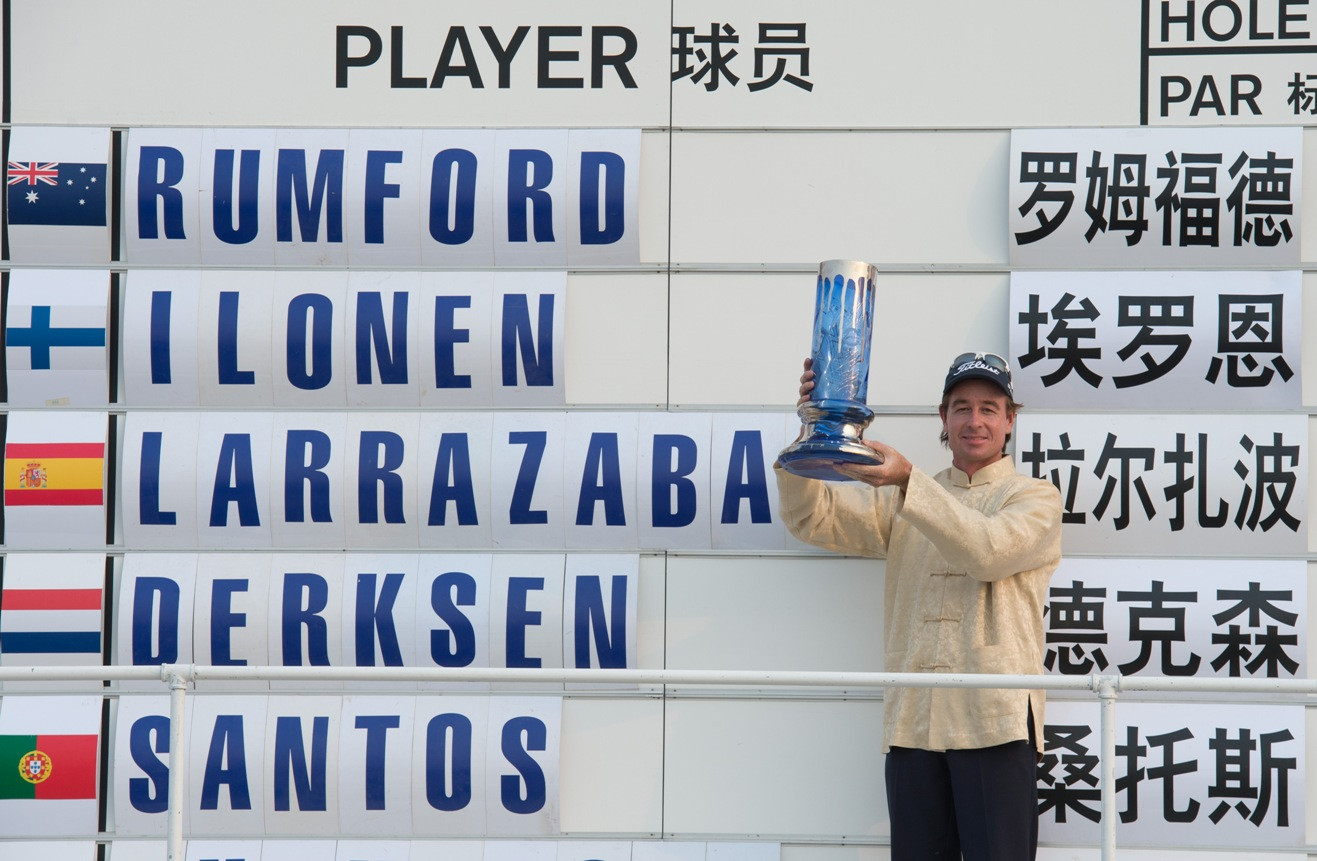 PLAYER 球员
HOLE
PAR
RUMFORD 罗姆福德
ILONEN 埃罗恩
Titleist
LARRAZABA 拉尔扎波
DERKSEN 德克森
SANTOS 桑托斯